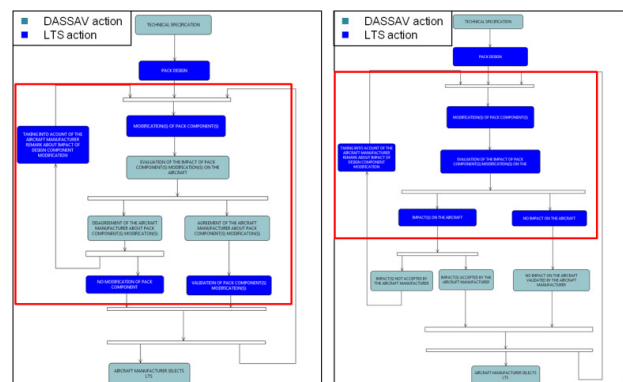 DASSAV action
LTS action
TECHNICAL SPECIFICATION
PACK DESIGN
TAKING INTO ACCOUNT OF THE
AIRCRAFT MANUFACTURER
REMARK ABOUT IMPACT OF
DESIGN COMPONENT
MODIFICATION
MODIFICATION(S) OF PACK COMPONENT(S)
EVALUATION OF THE IMPACT OF PACK
COMPONENT(S) MODIFICATION(S) ON THE
AIRCRAFT
DISAGREEMENT OF THE AIRCRAFT
MANUFACTURER ABOUT PACK
COMPONENT(S) MODIFICATION(S)
AGREEMENT OF THE AIRCRAFT
MANUFACTURER ABOUT PACK
COMPONENT(S) MODIFICATION(S)
NO MODIFICATION OF PACK
COMPONENT
VALIDATION OF PACK COMPONENT(S)
MODIFICATION(S)
AIRCRAFT MANUFACTURER SELECTS
LTS
DASSAV action
LTS action
TECHNICAL SPECIFICATION
PACK DESIGN
TAKING INTO ACCOUNT OF THE
AIRCRAFT MANUFACTURER
REMARK ABOUT IMPACT OF
DESIGN COMPONENT
MODIFICATION
MODIFICATION(S) OF PACK COMPONENT(S)
EVALUATION OF THE IMPACT OF PACK
COMPONENT(S) MODIFICATION(S) ON THE
IMPACT(S) ON THE AIRCRAFT
NO IMPACT ON THE AIRCRAFT
IMPACT(S) NOT ACCEPTED BY
THE AIRCRAFT MANUFACTURER
IMPACT(S) ACCEPTED BY THE
AIRCRAFT MANUFACTURER
NO IMPACT ON THE AIRCRAFT
VALIDATED BY THE AIRCRAFT
MANUFACTURER
AIRCRAFT MANUFACTURER SELECTS
LTS